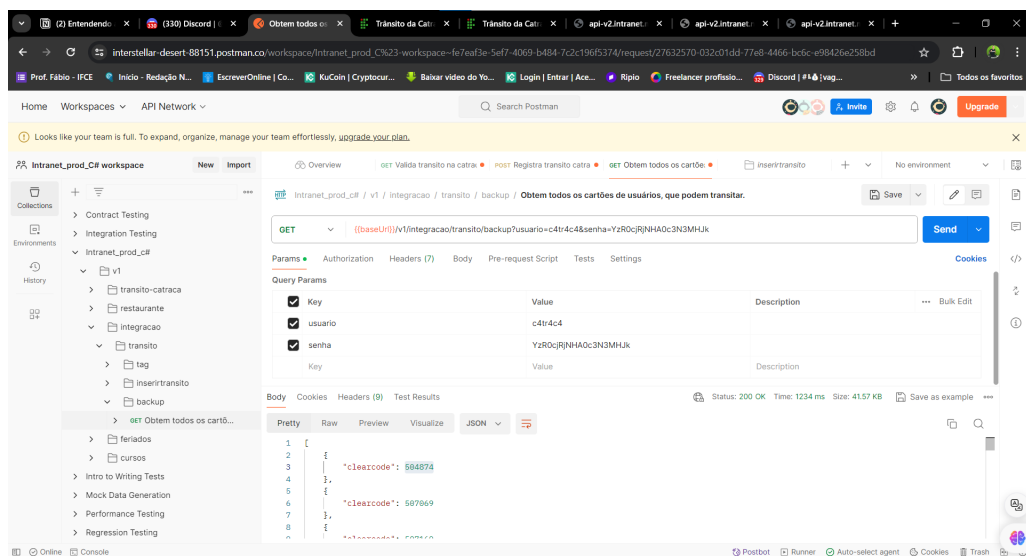 (2) Entendendo
(330) Discord |
Obtem todos os
Trânsito da Catr
Trânsito da Catr
api-v2.intranet.r
api-v2.intranet.r
api-v2.intranet.r
interstellar-desert-88151.postman.co/workspace/Intranet_prod_C%23-workspace~fe7eaf3e-5ef7-4069-b484-7c2c196f5374/request/27632570-032c01dd-77e8-4466-bc6c-e98426e258bd
Prof. Fábio - IFCE
Início - Redação N...
EscreverOnline | Co...
KuCoin | Cryptocur...
Baixar video do Yo...
Login | Entrar | Ace...
Ripio
Freelancer profissio...
»
Todos os favoritos
Home Workspaces API Network
Search Postman
Invite
Upgrade
Looks like your team is full. To expand, organize, manage your team effortlessly, upgrade your plan.
Intranet_prod_C# workspace
New Import
Overview
GET Valida transito na catrac
POST Registra transito catra
GET Obtem todos os cartõe:
inserirtransito
No environment
Collections
Environments
History
Contract Testing
Integration Testing
Intranet_prod_c#
v1
transito-catraca
restaurante
integracao
transito
tag
inserirtransito
backup
GET Obtem todos os cartõ...
feriados
cursos
Intro to Writing Tests
Mock Data Generation
Performance Testing
Regression Testing
HTTP Intranet_prod_c# / v1 / integracao / transito / backup / Obtem todos os cartões de usuários, que podem transitar.
Save
GET {{baseUrl}}/v1/integracao/transito/backup?usuario=c4tr4c4&senha=YzR0cjRjNHA0c3N3MHJk
Send
Params Authorization Headers (7) Body Pre-request Script Tests Settings
Cookies
Query Params
Key Value Description Bulk Edit
usuario c4tr4c4
senha YzR0cjRjNHA0c3N3MHJk
Key Value Description
Body Cookies Headers (9) Test Results
Status: 200 OK Time: 1234 ms Size: 41.57 KB Save as example
Pretty Raw Preview Visualize JSON
1 [
2 {
3 "clearcode": 504874
4 },
5 {
6 "clearcode": 507069
7 },
8 {
Online Console
Postbot Runner Auto-select agent Cookies Trash